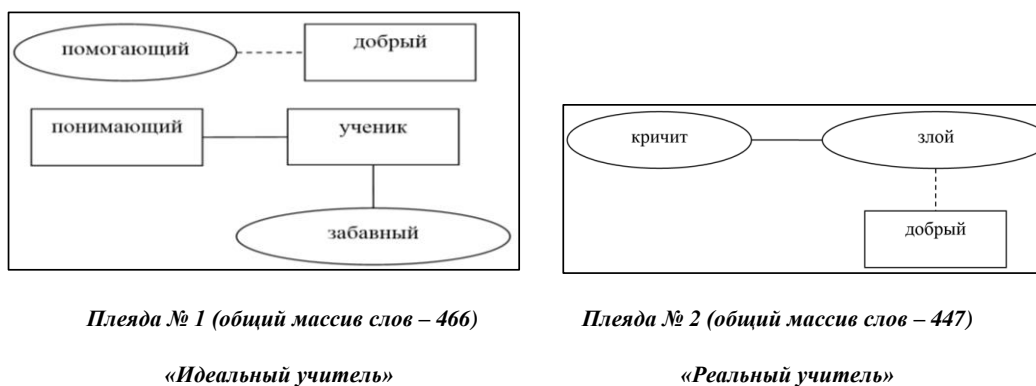 помогающий
добрый
понимающий
ученик
забавный
кричит
злой
добрый
Плеяда № 1 (общий массив слов – 466)
Плеяда № 2 (общий массив слов – 447)
«Идеальный учитель»
«Реальный учитель»